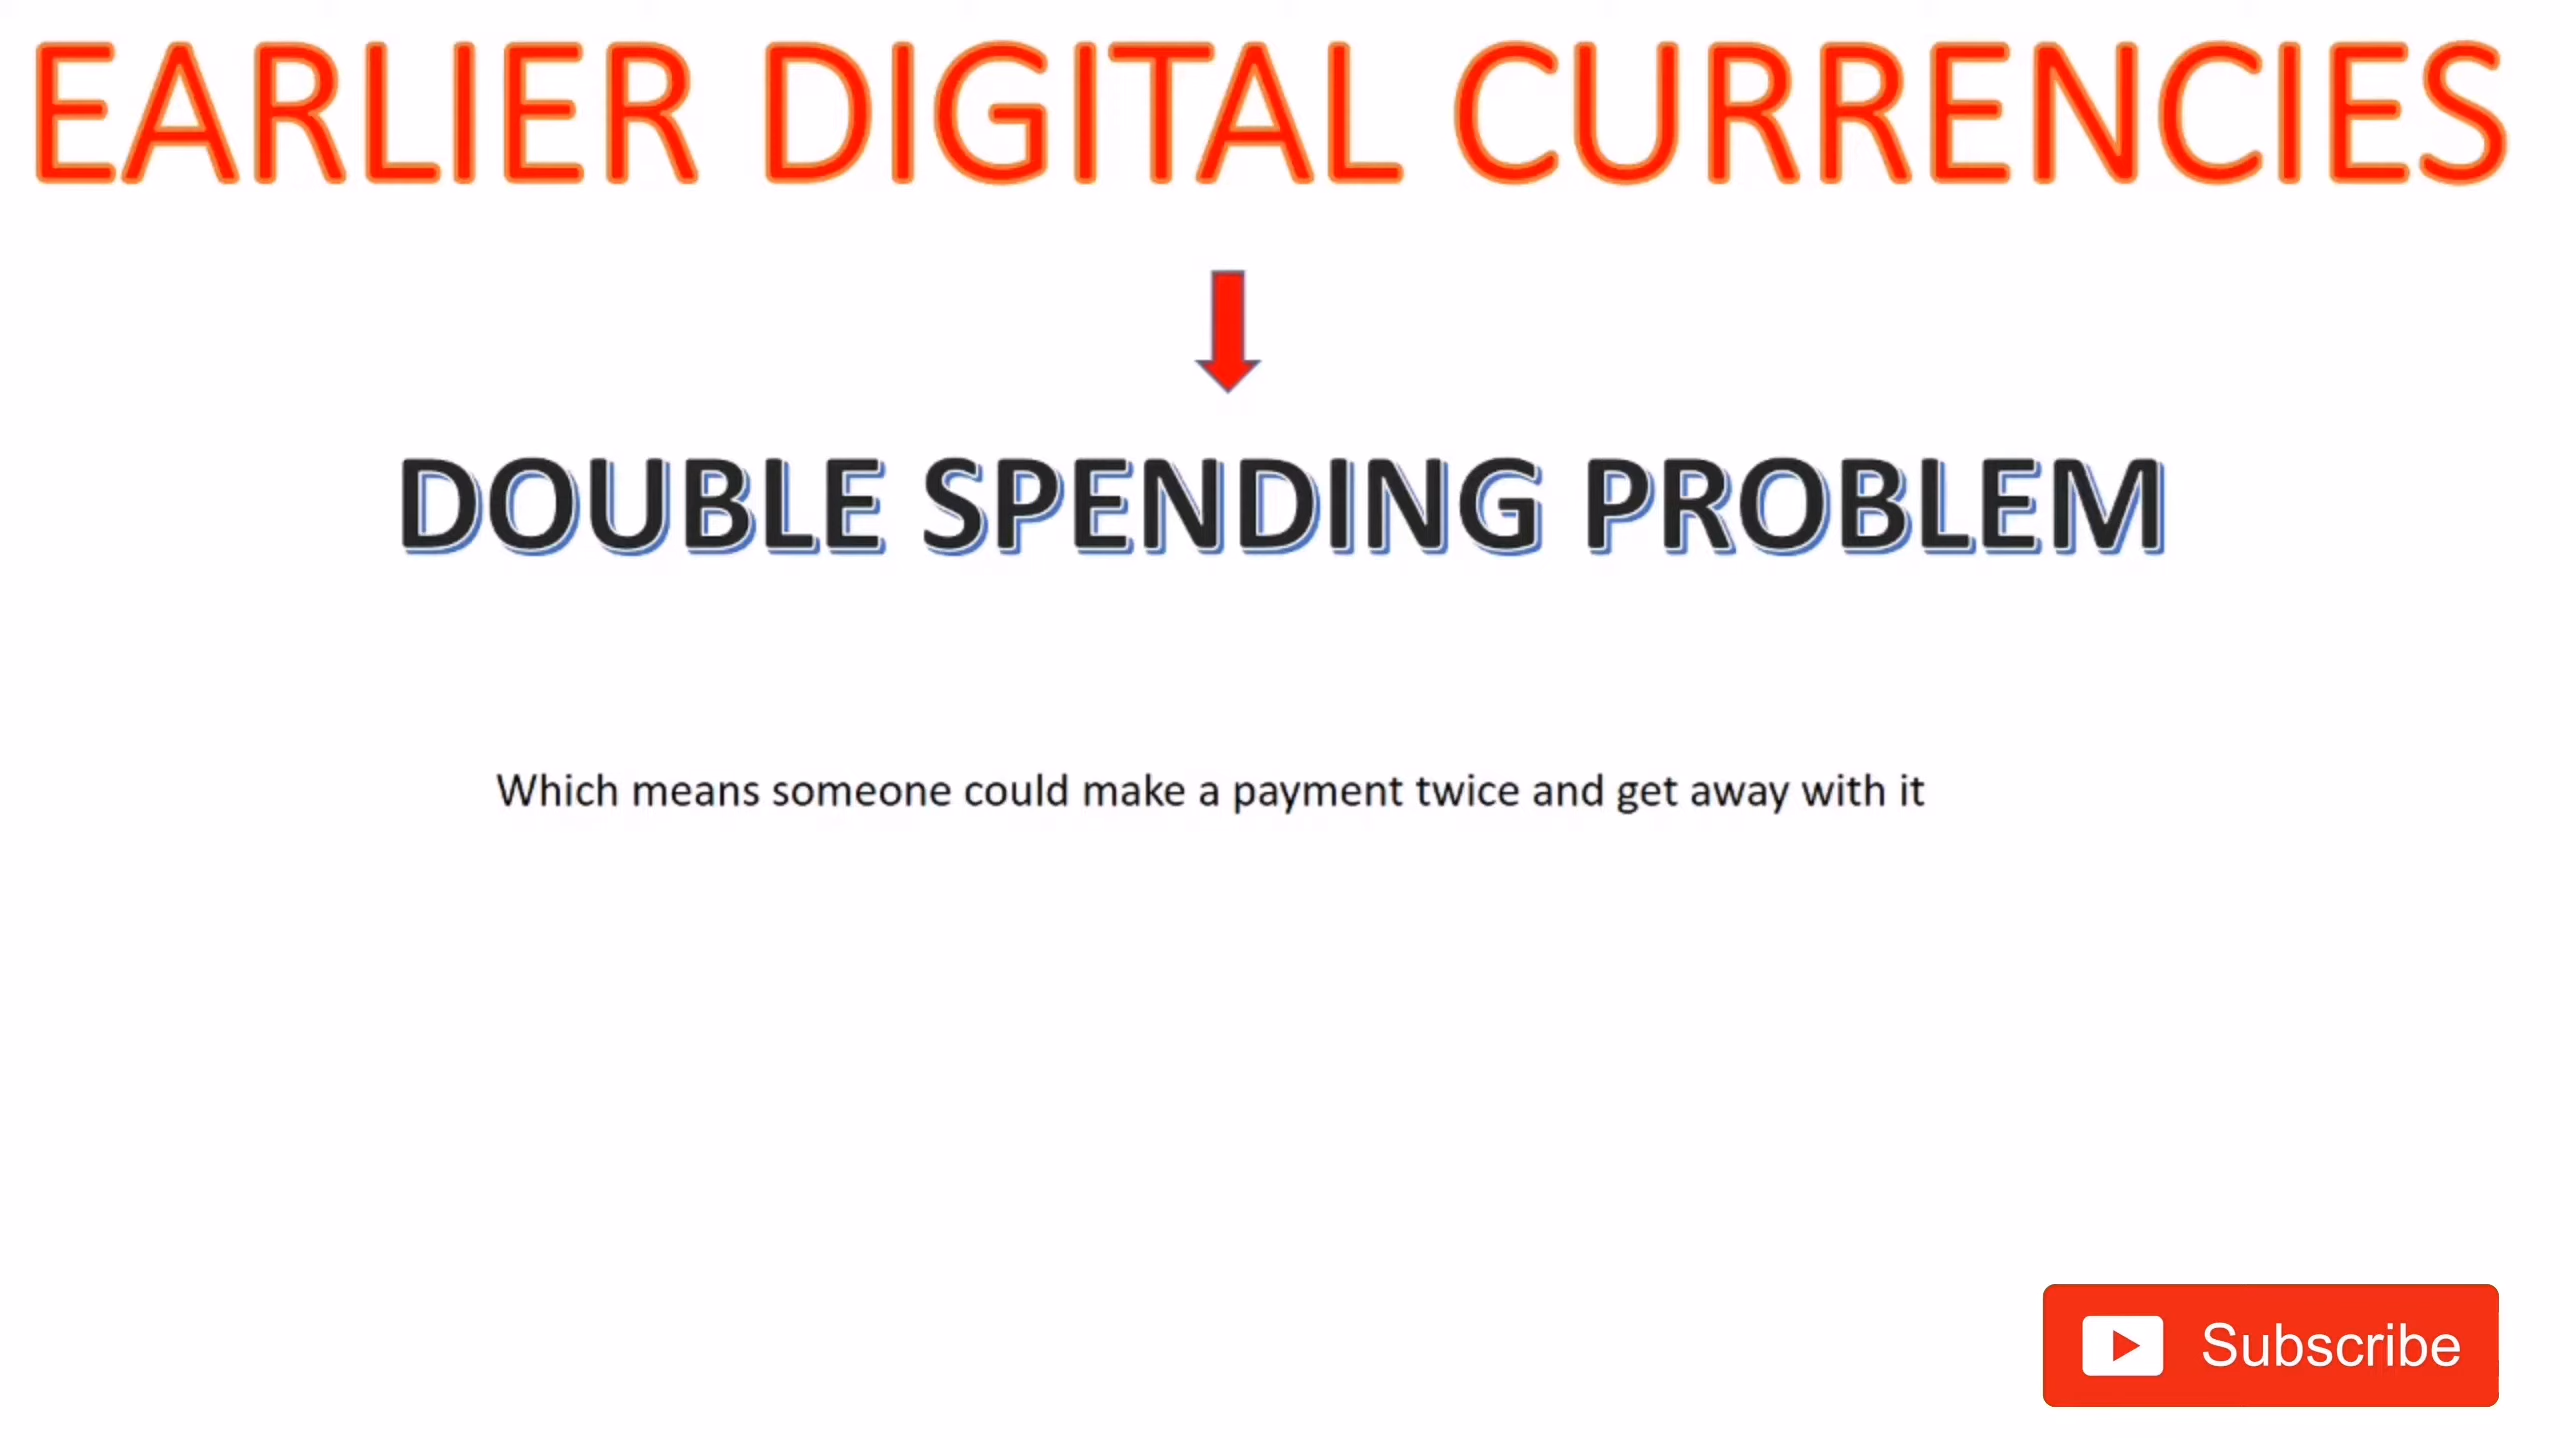 EARLIER DIGITAL CURRENCIES
DOUBLE SPENDING PROBLEM
Which means someone could make a payment twice and get away with it
Subscribe